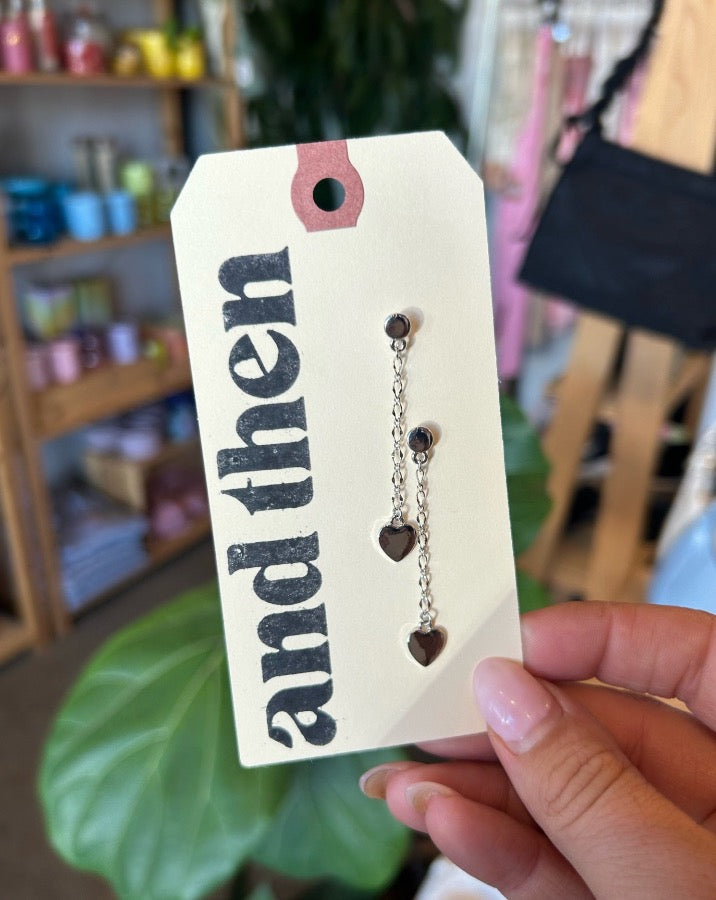 and then